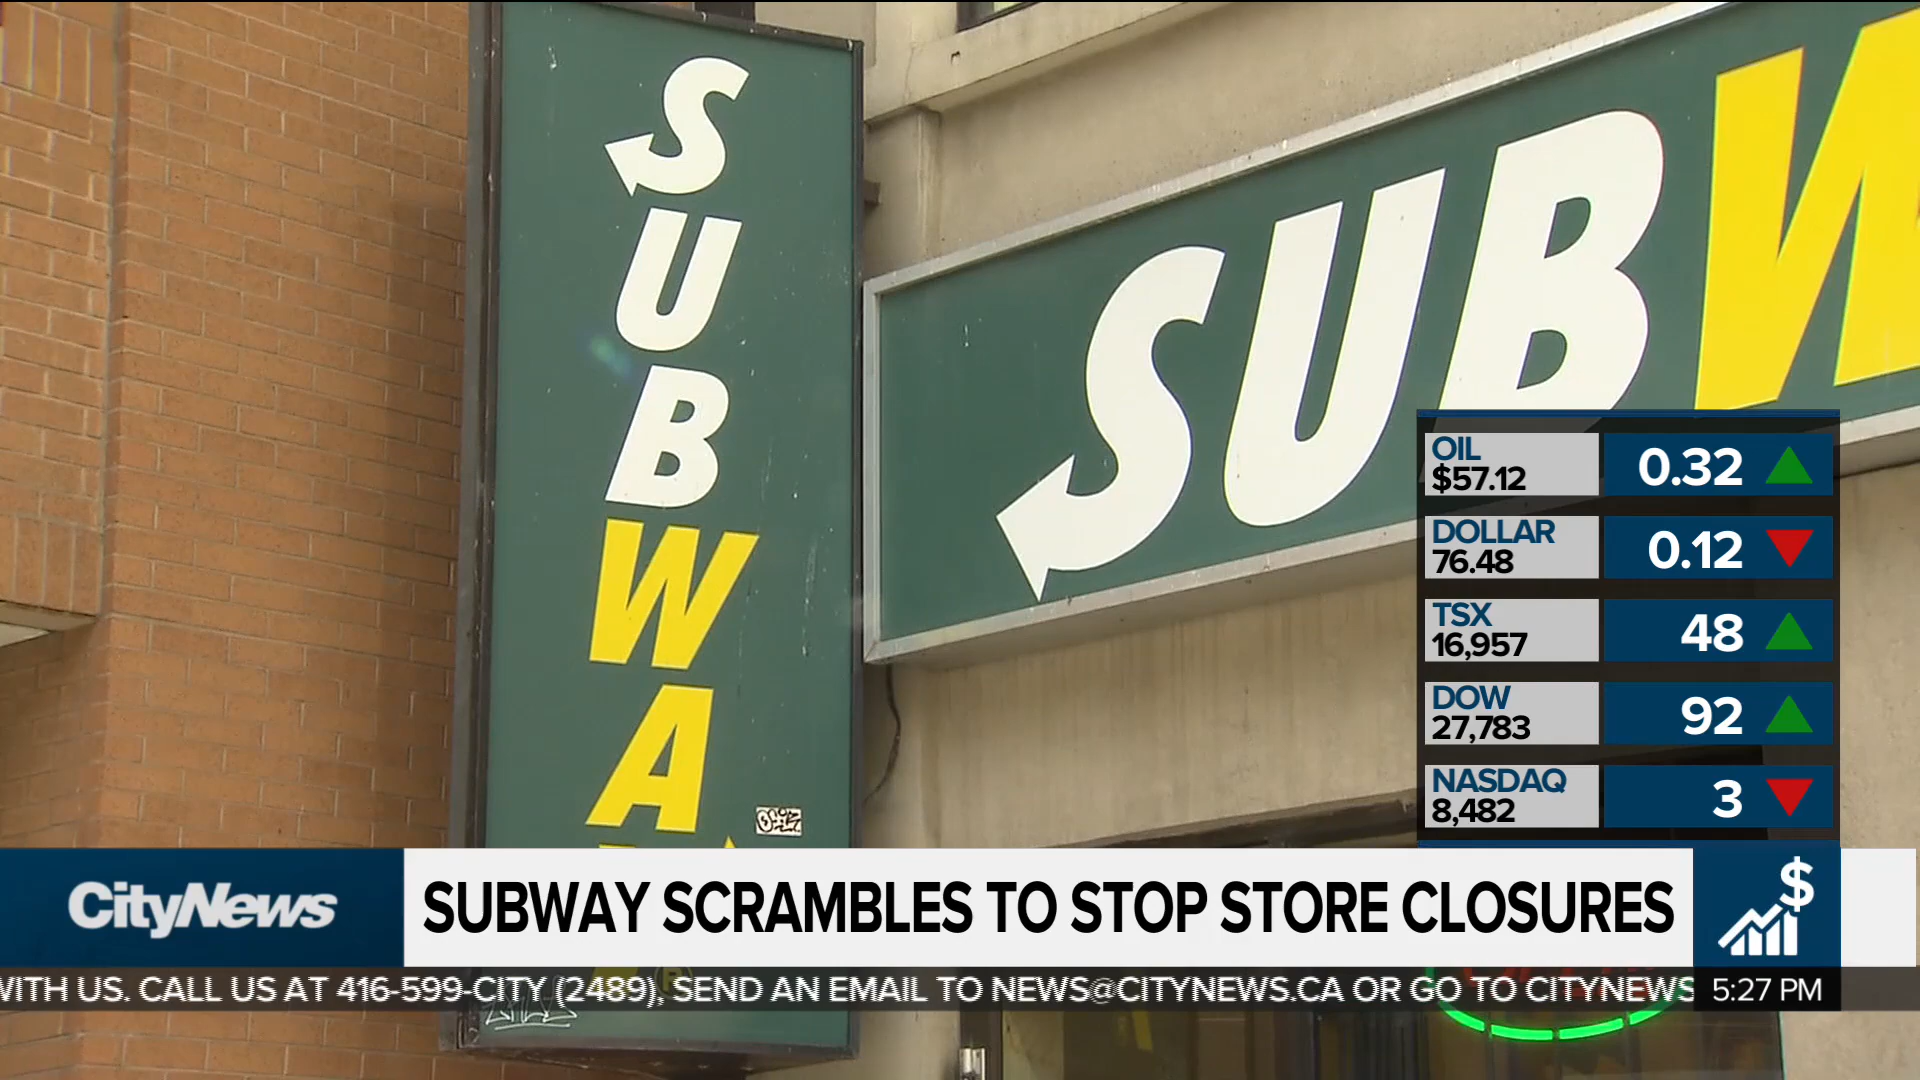 SUBWA
SUBW
OIL
$57.12
0.32
DOLLAR
76.48
0.12
TSX
16,957
48
DOW
27,783
92
NASDAQ
8,482
3
CityNews
SUBWAY SCRAMBLES TO STOP STORE CLOSURES
$
WITH US. CALL US AT 416-599-CITY (2489), SEND AN EMAIL TO NEWS@CITYNEWS.CA OR GO TO CITYNEWS
5:27 PM
®